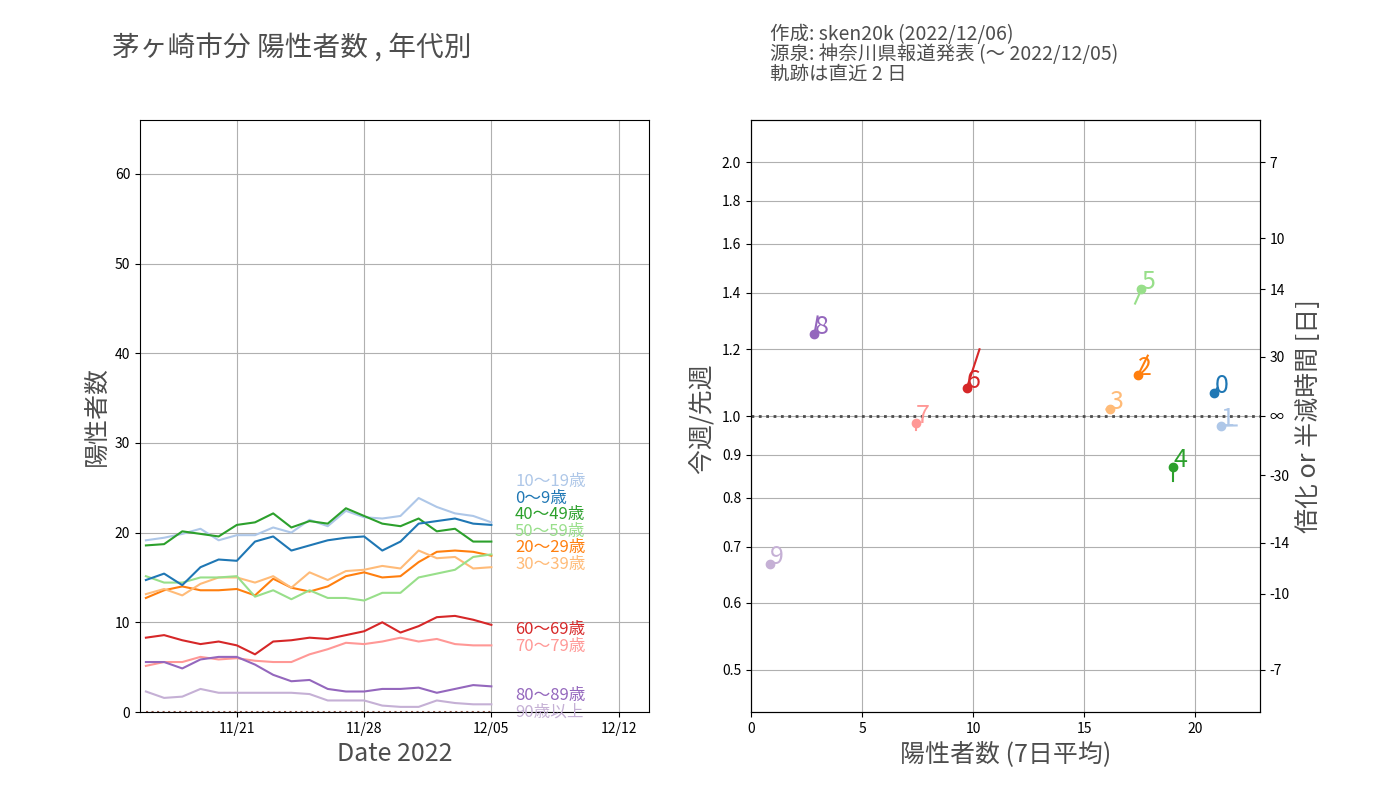 茅ヶ崎市分 陽性者数 , 年代別
作成: sken20k (2022/12/06)
源泉: 神奈川県報道発表 (〜 2022/12/05)
軌跡は直近 2 日
陽性者数
60
50
40
30
20
10
0
10〜19歳
0〜9歳
40〜49歳
50〜59歳
20〜29歳
30〜39歳
60〜69歳
70〜79歳
80〜89歳
90歳以上
11/21
11/28
12/05
12/12
Date 2022
今週/先週
2.0
1.8
1.6
1.4
1.2
1.0
0.9
0.8
0.7
0.6
0.5
5
8
2
6
0
3
7
1
4
9
7
10
14
30
∞
-30
-14
-10
-7
倍化 or 半減時間 [日]
0
5
10
15
20
陽性者数 (7日平均)